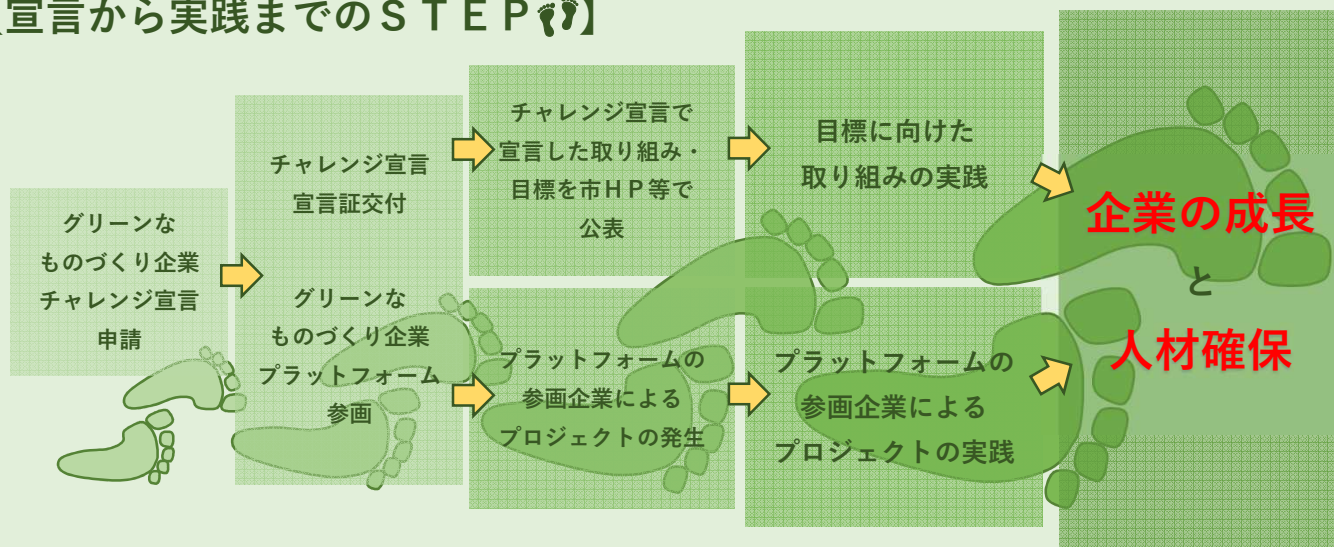 【宣言から実践までのＳＴＥＰ👣】
グリーンな
ものづくり企業
チャレンジ宣言
申請
チャレンジ宣言
宣言証交付
グリーンな
ものづくり企業
プラットフォーム
参画
チャレンジ宣言で
宣言した取り組み・
目標を市ＨＰ等で
公表
プラットフォームの
参画企業による
プロジェクトの発生
目標に向けた
取り組みの実践
プラットフォームの
参画企業による
プロジェクトの実践
企業の成長
と
人材確保